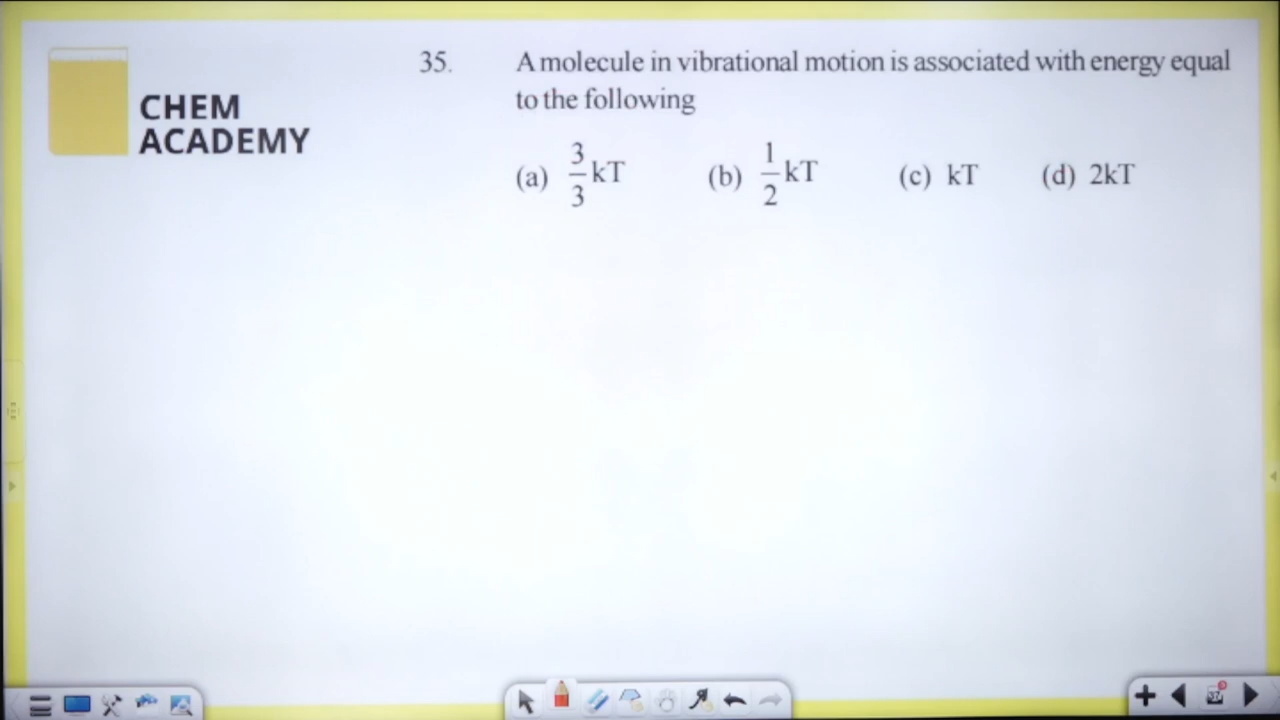 CHEM
ACADEMY
35. A molecule in vibrational motion is associated with energy equal
to the following
(a) 3/3 kT (b) 1/2 kT (c) kT (d) 2kT